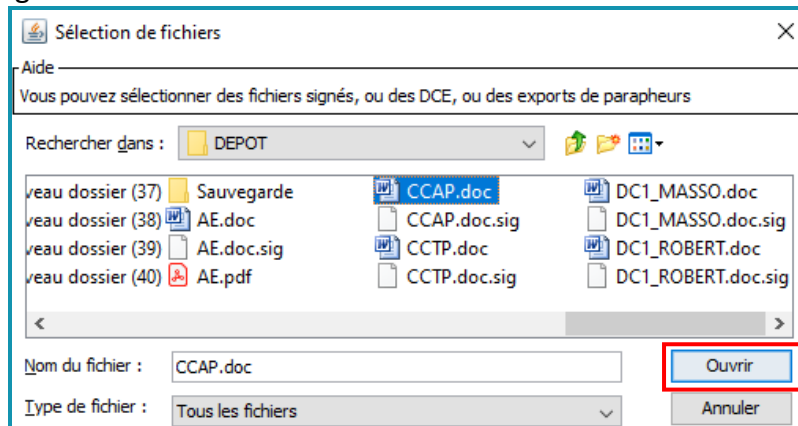 Sélection de fichiers
Aide
Vous pouvez sélectionner des fichiers signés, ou des DCE, ou des exports de parapheurs
Rechercher dans : DEPOT
veau dossier (37) Sauvegarde CCAP.doc DC1_MASSO.doc
veau dossier (38) AE.doc CCAP.doc.sig DC1_MASSO.doc.sig
veau dossier (39) AE.doc.sig CCTP.doc DC1_ROBERT.doc
veau dossier (40) AE.pdf CCTP.doc.sig DC1_ROBERT.doc.sig
Nom du fichier : CCAP.doc Ouvrir
Type de fichier : Tous les fichiers Annuler